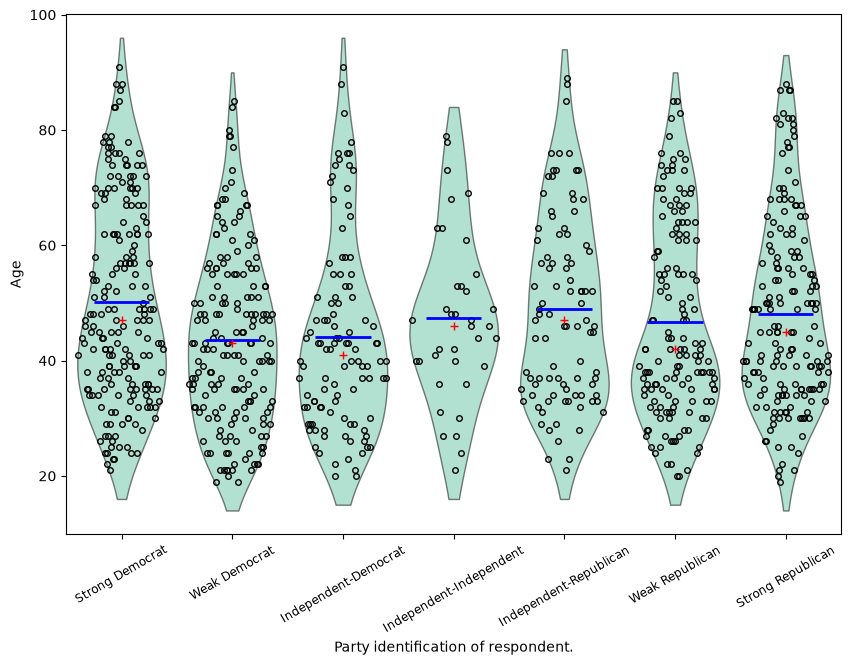 100
80
60
40
20
Age
Strong Democrat
Weak Democrat
Independent-Democrat
Independent-Independent
Independent-Republican
Weak Republican
Strong Republican
Party identification of respondent.